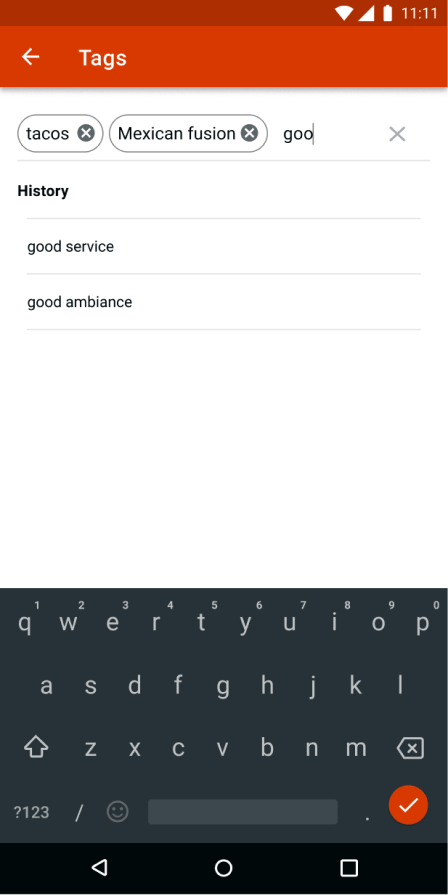 11:11
Tags
tacos Mexican fusion goo
History
good service
good ambiance
1 2 3 4 5 6 7 8 9 0
q w e r t y u i o p
a s d f g h j k l
z x c v b n m
?123 / .